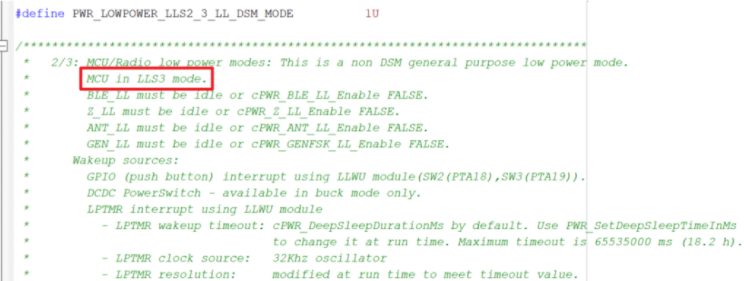 #define PWR_LOWPOWER_LLS2_3_LL_DSM_MODE 1U
/*****************************************************************************
* 2/3: MCU/Radio low power modes: This is a non DSM general purpose low power mode.
* MCU in LLS3 mode.
* BLE_LL must be idle or cPWR_BLE_LL_Enable FALSE.
* Z_LL must be idle or cPWR_Z_LL_Enable FALSE.
* ANT_LL must be idle or cPWR_ANT_LL_Enable FALSE.
* GEN_LL must be idle or cPWR_GENFSK_LL_Enable FALSE.
* Wakeup sources:
* GPIO (push button) interrupt using LLWU module(SW2(PTA18),SW3(PTA19)).
* DCDC PowerSwitch - available in buck mode only.
* LPTMR interrupt using LLWU module
* - LPTMR wakeup timeout: cPWR_DeepSleepDurationMs by default. Use PWR_SetDeepSleepTimeInMs
* to change it at run time. Maximum timeout is 65535000 ms (18.2 h).
* - LPTMR clock source: 32Khz oscillator
* - LPTMR resolution: modified at run time to meet timeout value.